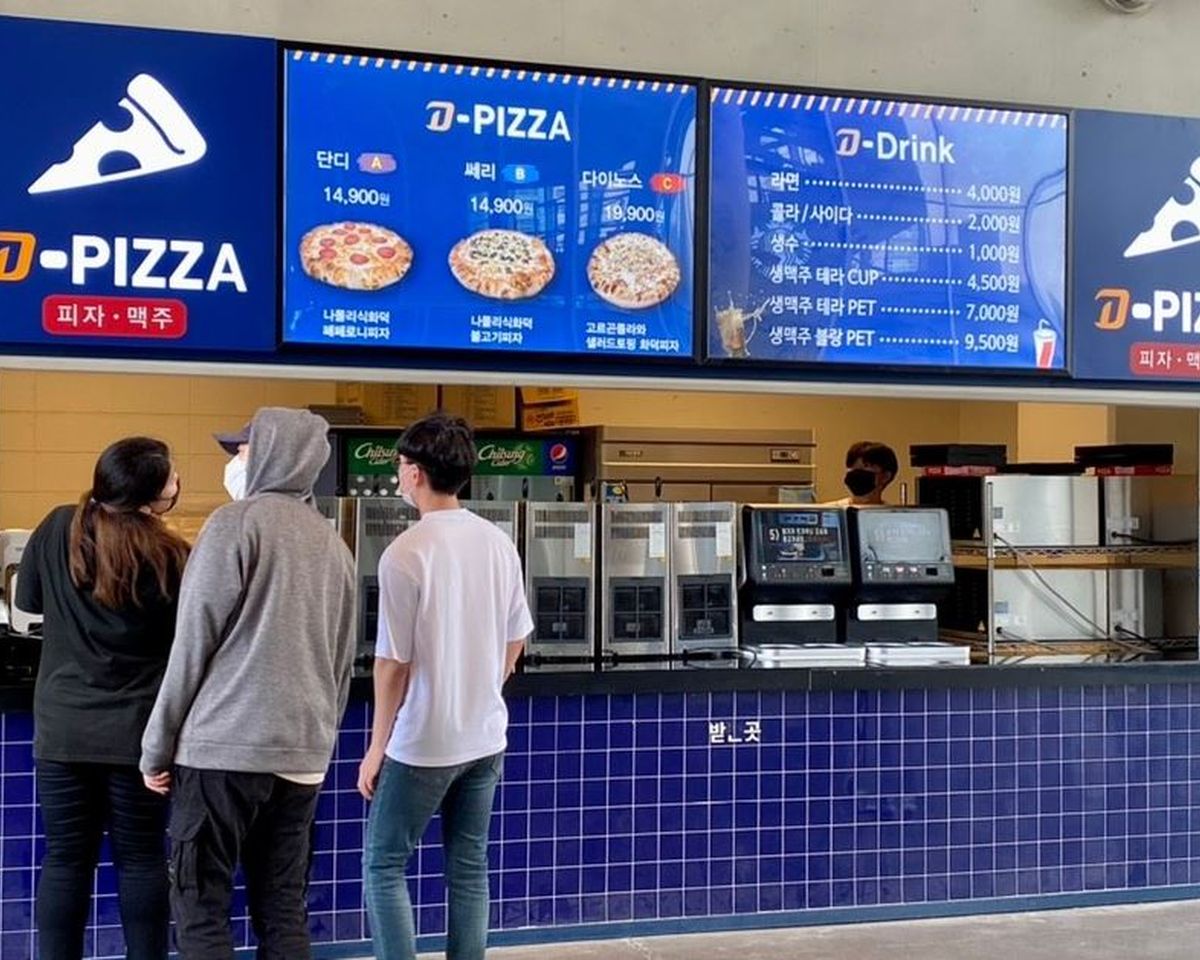 D-PIZZA
피자·맥주
D-PIZZA
단디 A
14,900원
나폴리식화덕
페페로니피자
쎄리 B
14,900원
나폴리식화덕
불고기피자
다이노스 C
19,900원
고르곤졸라와
샐러드토핑 화덕피자
D-Drink
라면 4,000원
콜라/사이다 2,000원
생수 1,000원
생맥주 테라 CUP 4,500원
생맥주 테라 PET 7,000원
생맥주 블랑 PET 9,500원
D-PI
피자·맥
Chilsung
Cider
Chilsung
Cider
pepsi
5)
받는곳